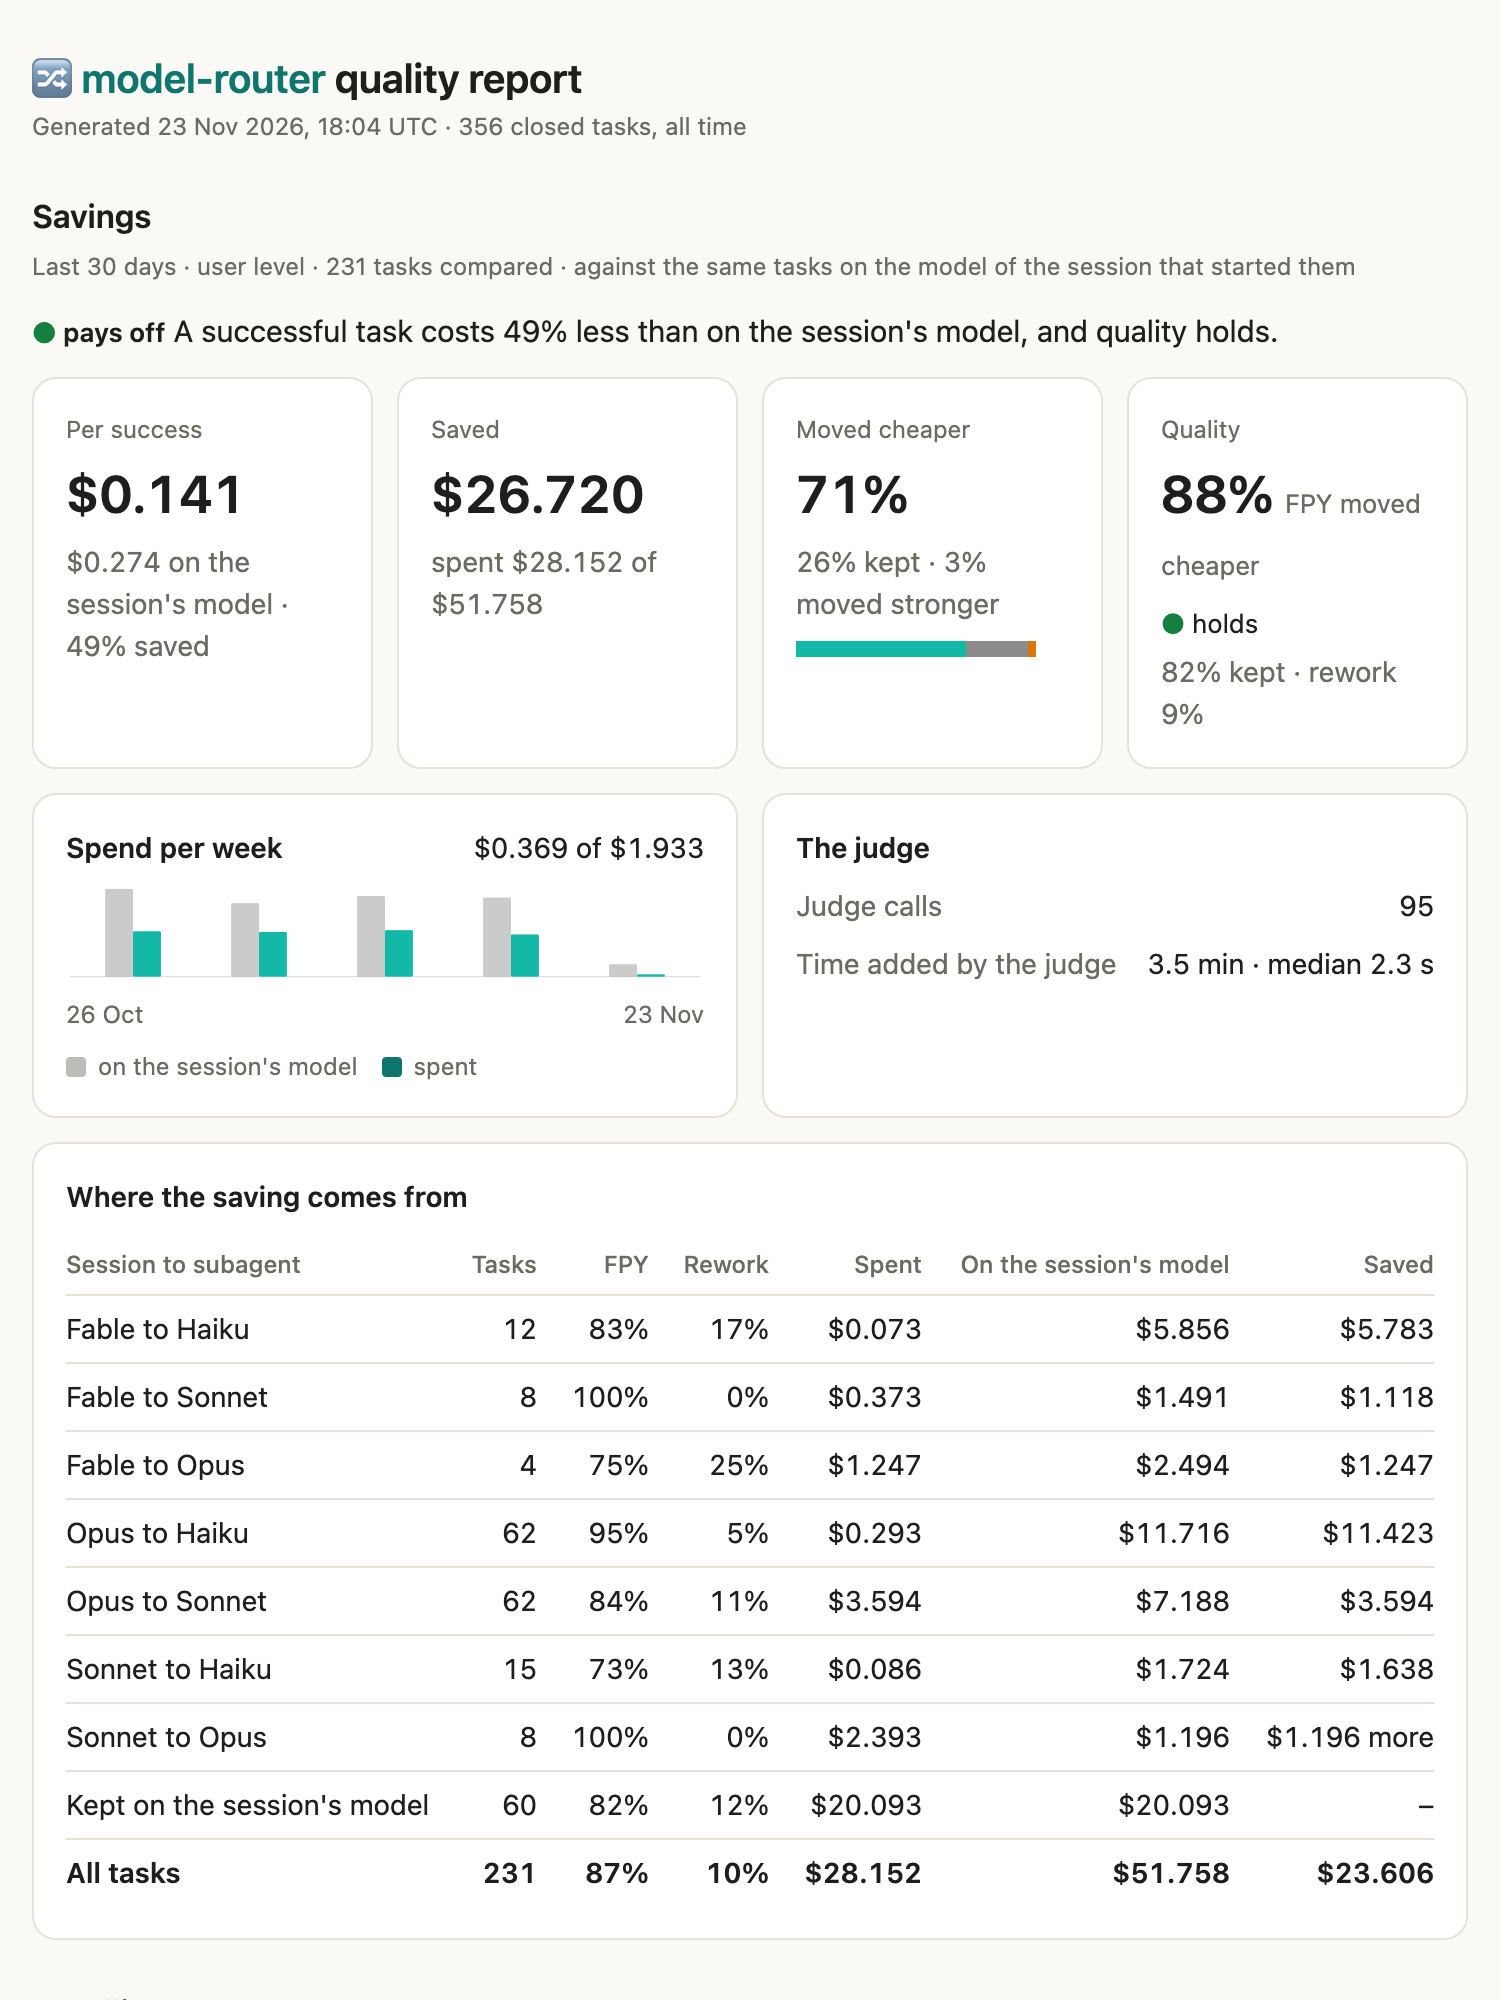 model-router quality report
Generated 23 Nov 2026, 18:04 UTC · 356 closed tasks, all time
Savings
Last 30 days · user level · 231 tasks compared · against the same tasks on the model of the session that started them
pays off A successful task costs 49% less than on the session's model, and quality holds.
Per success
$0.141
$0.274 on the
session's model ·
49% saved
Saved
$26.720
spent $28.152 of
$51.758
Moved cheaper
71%
26% kept · 3%
moved stronger
Quality
88% FPY moved
cheaper
holds
82% kept · rework
9%
Spend per week $0.369 of $1.933
26 Oct 23 Nov
on the session's model spent
The judge
Judge calls 95
Time added by the judge 3.5 min · median 2.3 s
Where the saving comes from
Session to subagent Tasks FPY Rework Spent On the session's model Saved
Fable to Haiku 12 83% 17% $0.073 $5.856 $5.783
Fable to Sonnet 8 100% 0% $0.373 $1.491 $1.118
Fable to Opus 4 75% 25% $1.247 $2.494 $1.247
Opus to Haiku 62 95% 5% $0.293 $11.716 $11.423
Opus to Sonnet 62 84% 11% $3.594 $7.188 $3.594
Sonnet to Haiku 15 73% 13% $0.086 $1.724 $1.638
Sonnet to Opus 8 100% 0% $2.393 $1.196 $1.196 more
Kept on the session's model 60 82% 12% $20.093 $20.093 –
All tasks 231 87% 10% $28.152 $51.758 $23.606